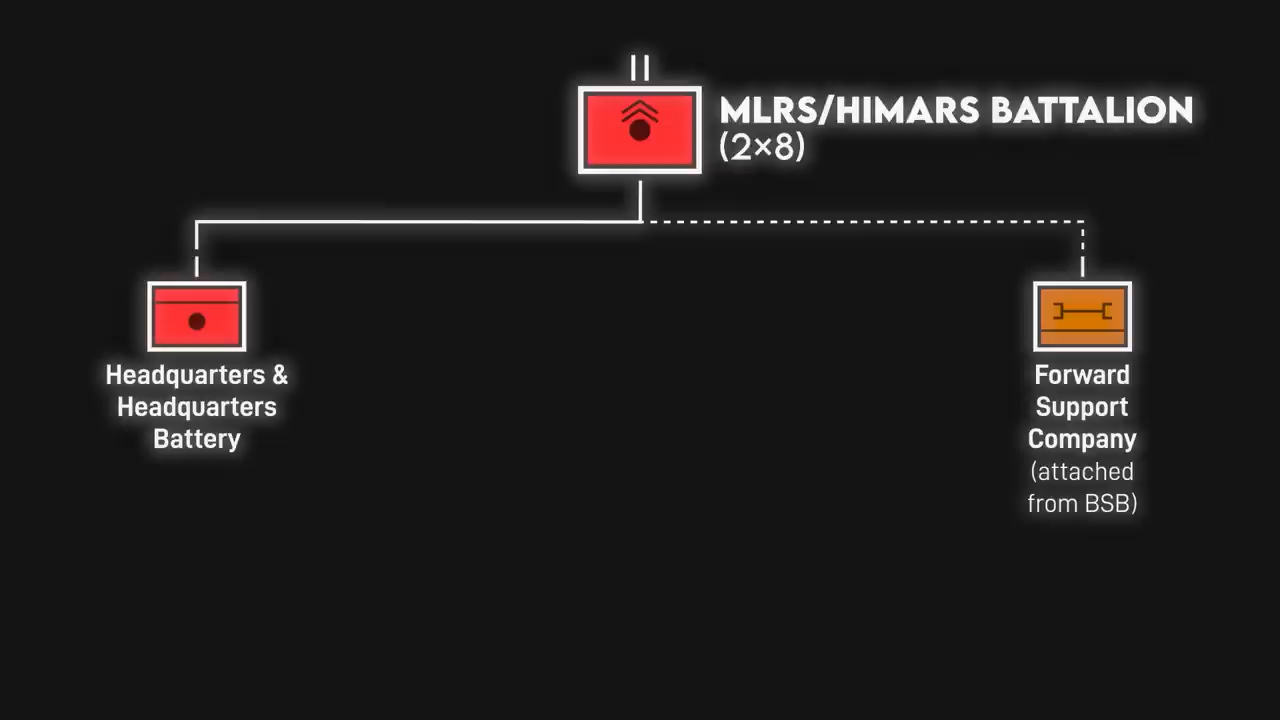 MLRS/HIMARS BATTALION
(2×8)
Headquarters &
Headquarters
Battery
Forward
Support
Company
(attached
from BSB)